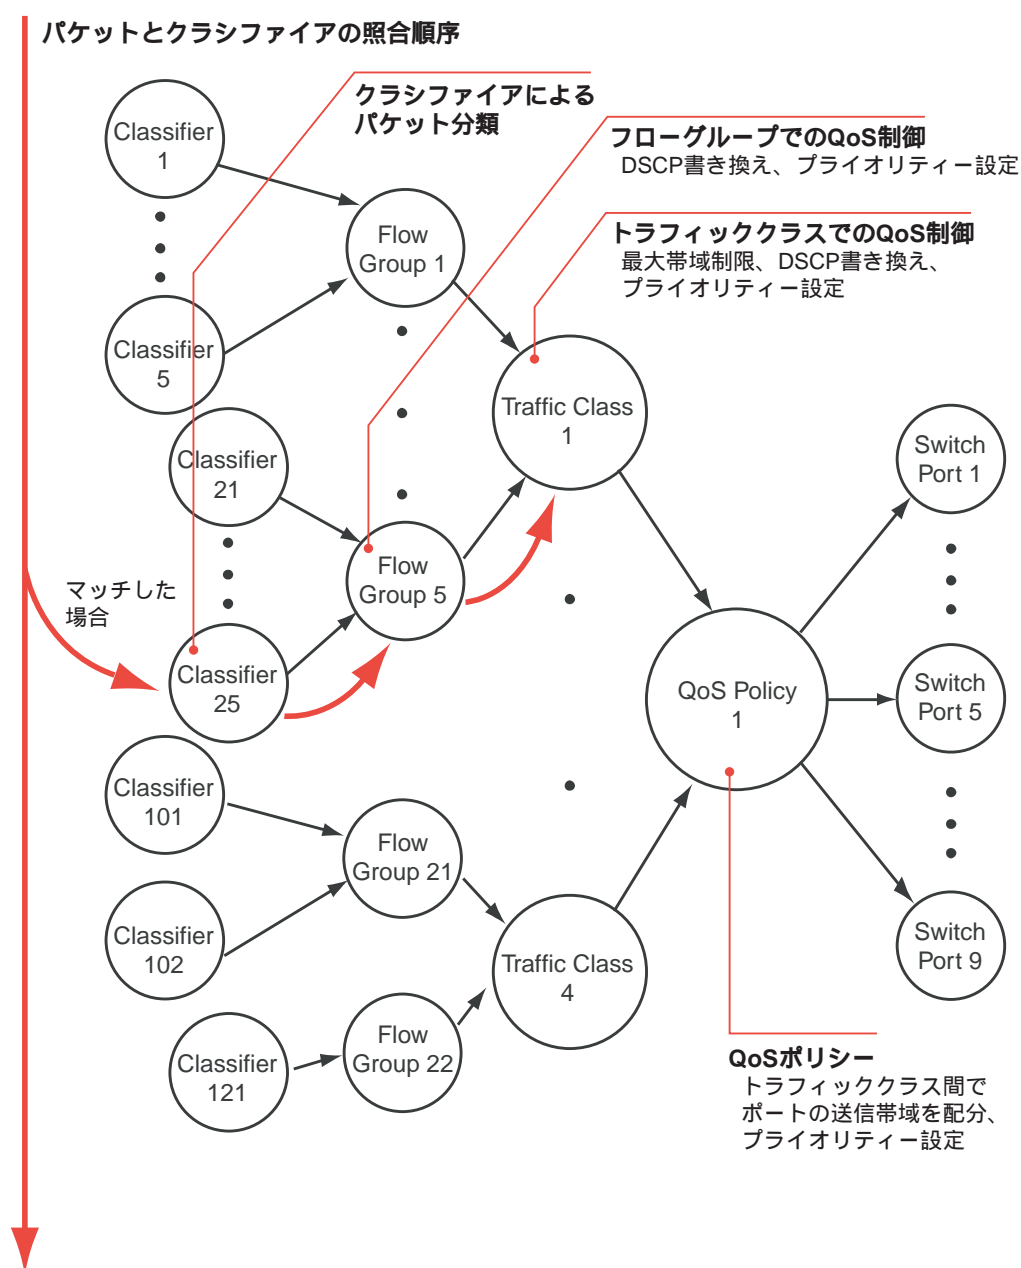 パケットとクラシファイアの照合順序
クラシファイアによる
パケット分類
フローグループでのQoS制御
DSCP書き換え、プライオリティー設定
トラフィッククラスでのQoS制御
最大帯域制限、DSCP書き換え、
プライオリティー設定
Classifier
1
Flow
Group 1
Classifier
5
Traffic Class
1
Classifier
21
Switch
Port 1
Flow
Group 5
マッチした
場合
Classifier
25
QoS Policy
1
Switch
Port 5
Classifier
101
Flow
Group 21
Classifier
102
Traffic Class
4
Switch
Port 9
Flow
Group 22
Classifier
121
QoSポリシー
トラフィッククラス間で
ポートの送信帯域を配分、
プライオリティー設定